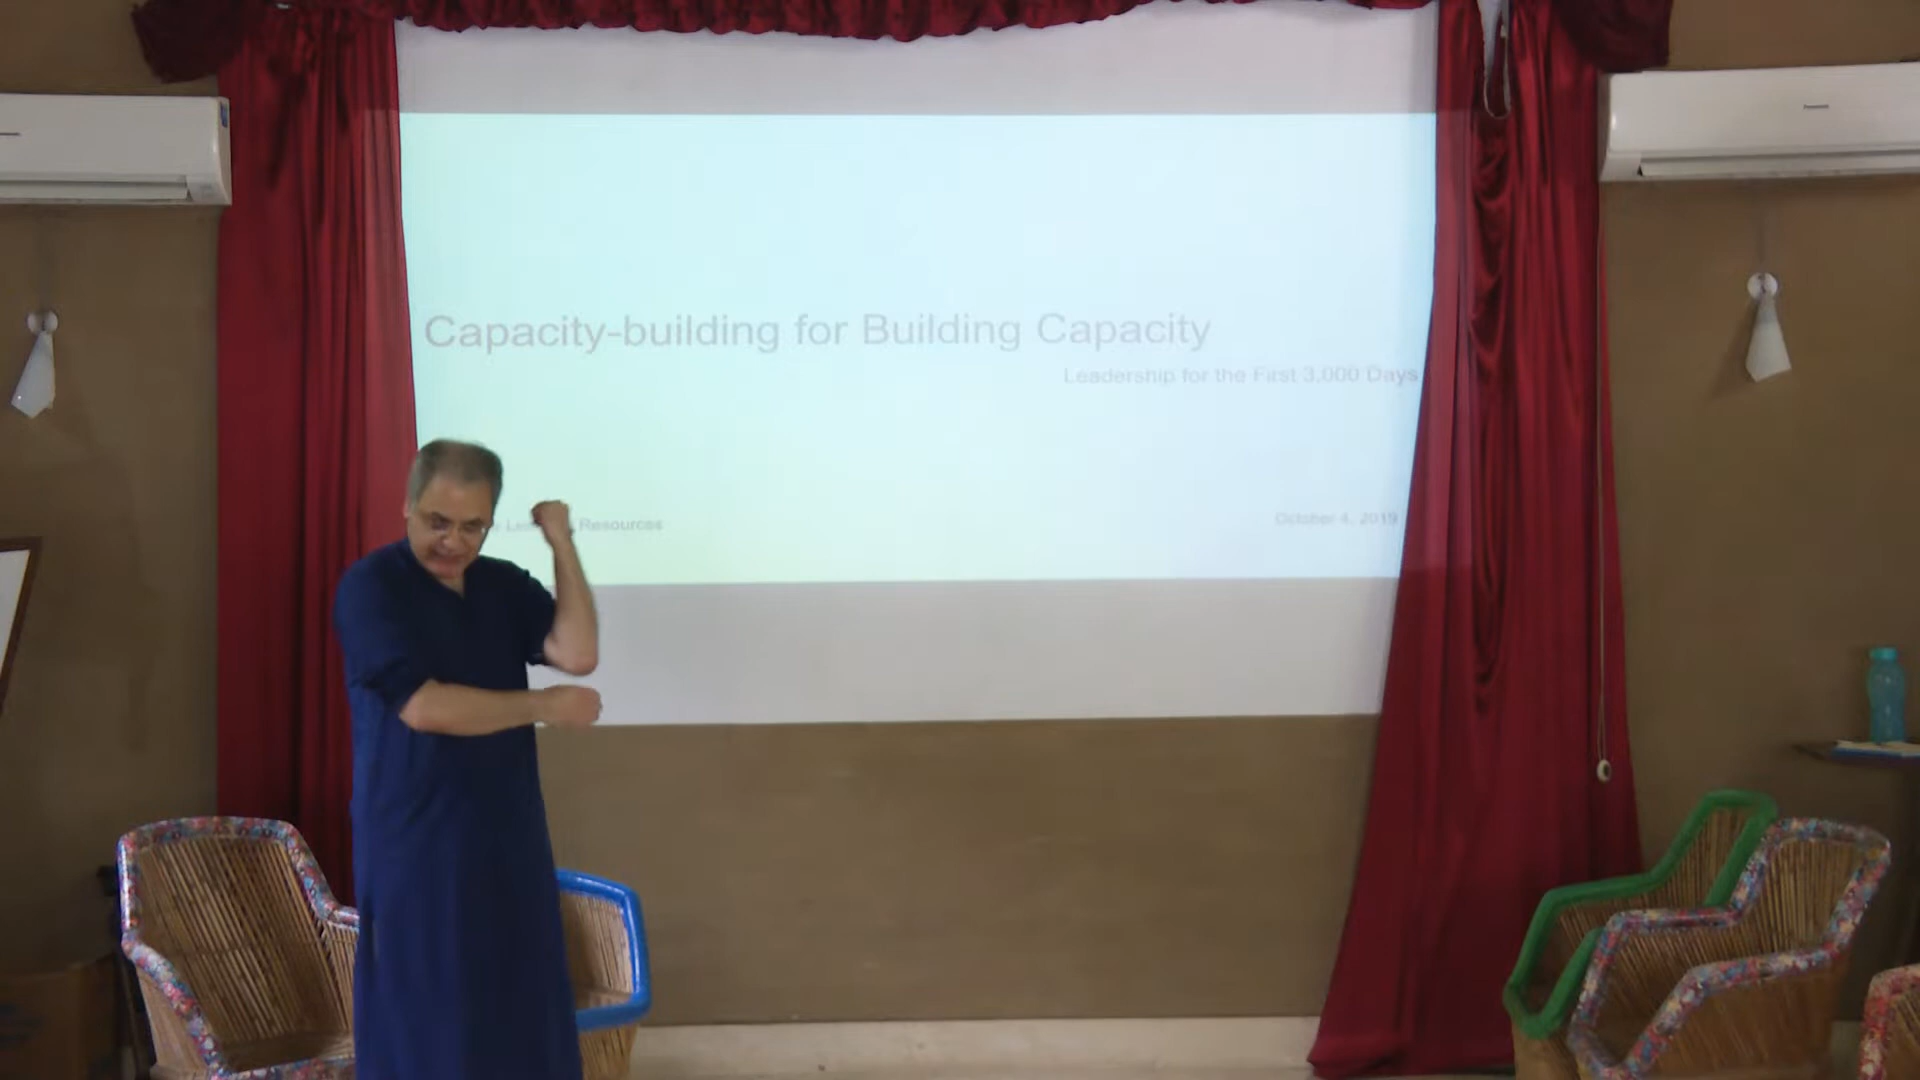 Capacity-building for Building Capacity
Leadership for the First 3,000 Days
Resources
October 4, 2019